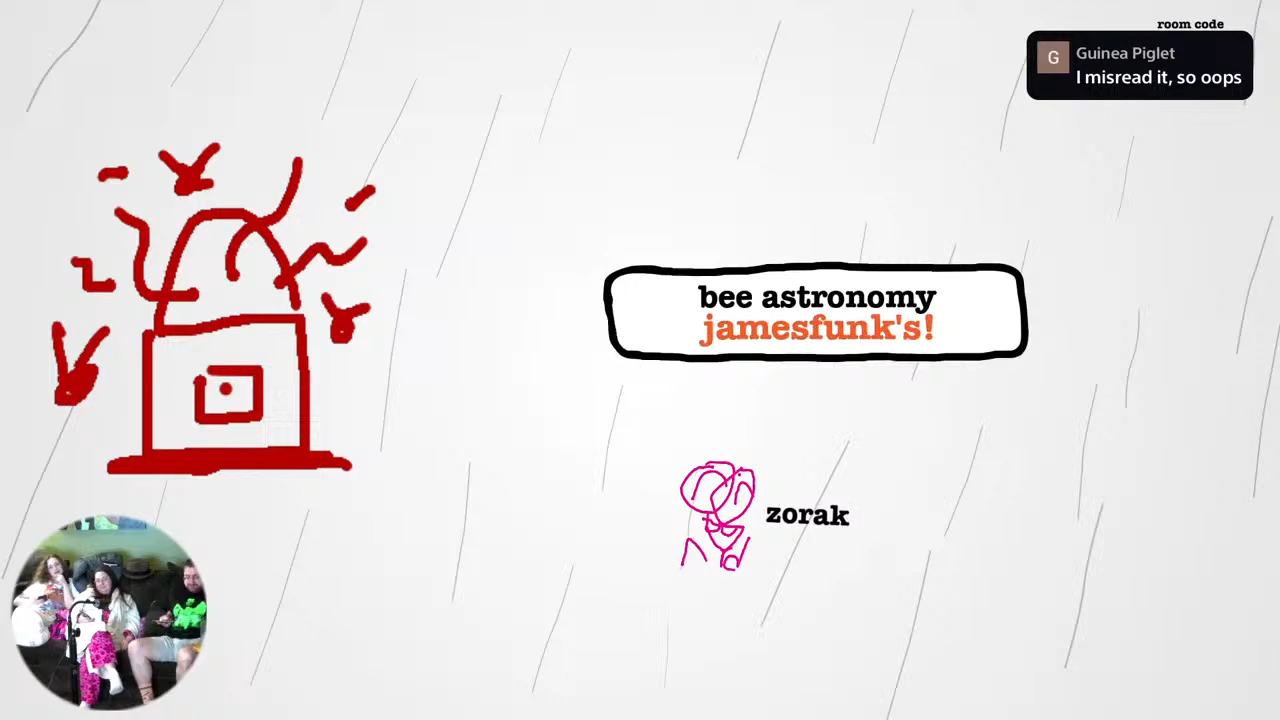 room code
G
Guinea Piglet
I misread it, so oops
bee astronomy
jamesfunk's!
zorak